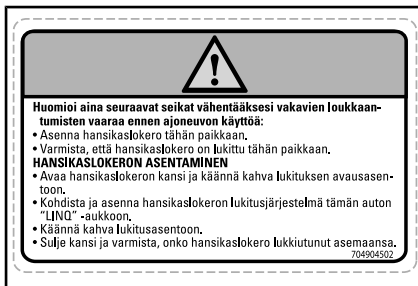 Huomioi aina seuraavat seikat vähentääksesi vakavien loukkaan-
tumisten vaaraa ennen ajoneuvon käyttöä:
• Asenna hansikaslokero tähän paikkaan.
• Varmista, että hansikaslokero on lukittu tähän paikkaan.
HANSIKASLOKERON ASENTAMINEN
• Avaa hansikaslokeron kansi ja käännä kahva lukituksen avausasen-
toon.
• Kohdista ja asenna hansikaslokeron lukitusjärjestelmä tämän auton
"LINQ" -aukkoon.
• Käännä kahva lukitusasentoon.
• Sulje kansi ja varmista, onko hansikaslokero lukkiutunut asemaansa.
704904502